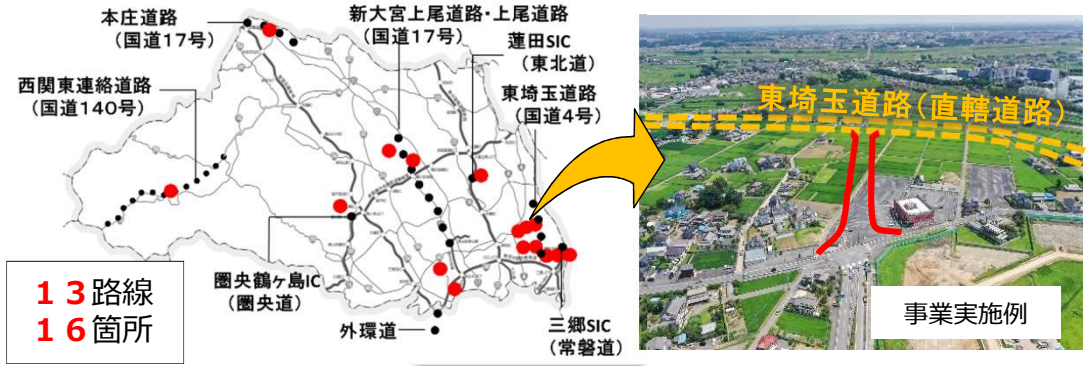 本庄道路
(国道17号)
新大宮上尾道路・上尾道路
(国道17号)
蓮田SIC
(東北道)
西関東連絡道路
(国道140号)
東埼玉道路
(国道4号)
東埼玉道路(直轄道路)
圏央鶴ヶ島IC
(圏央道)
外環道
三郷SIC
(常磐道)
13路線
16箇所
事業実施例